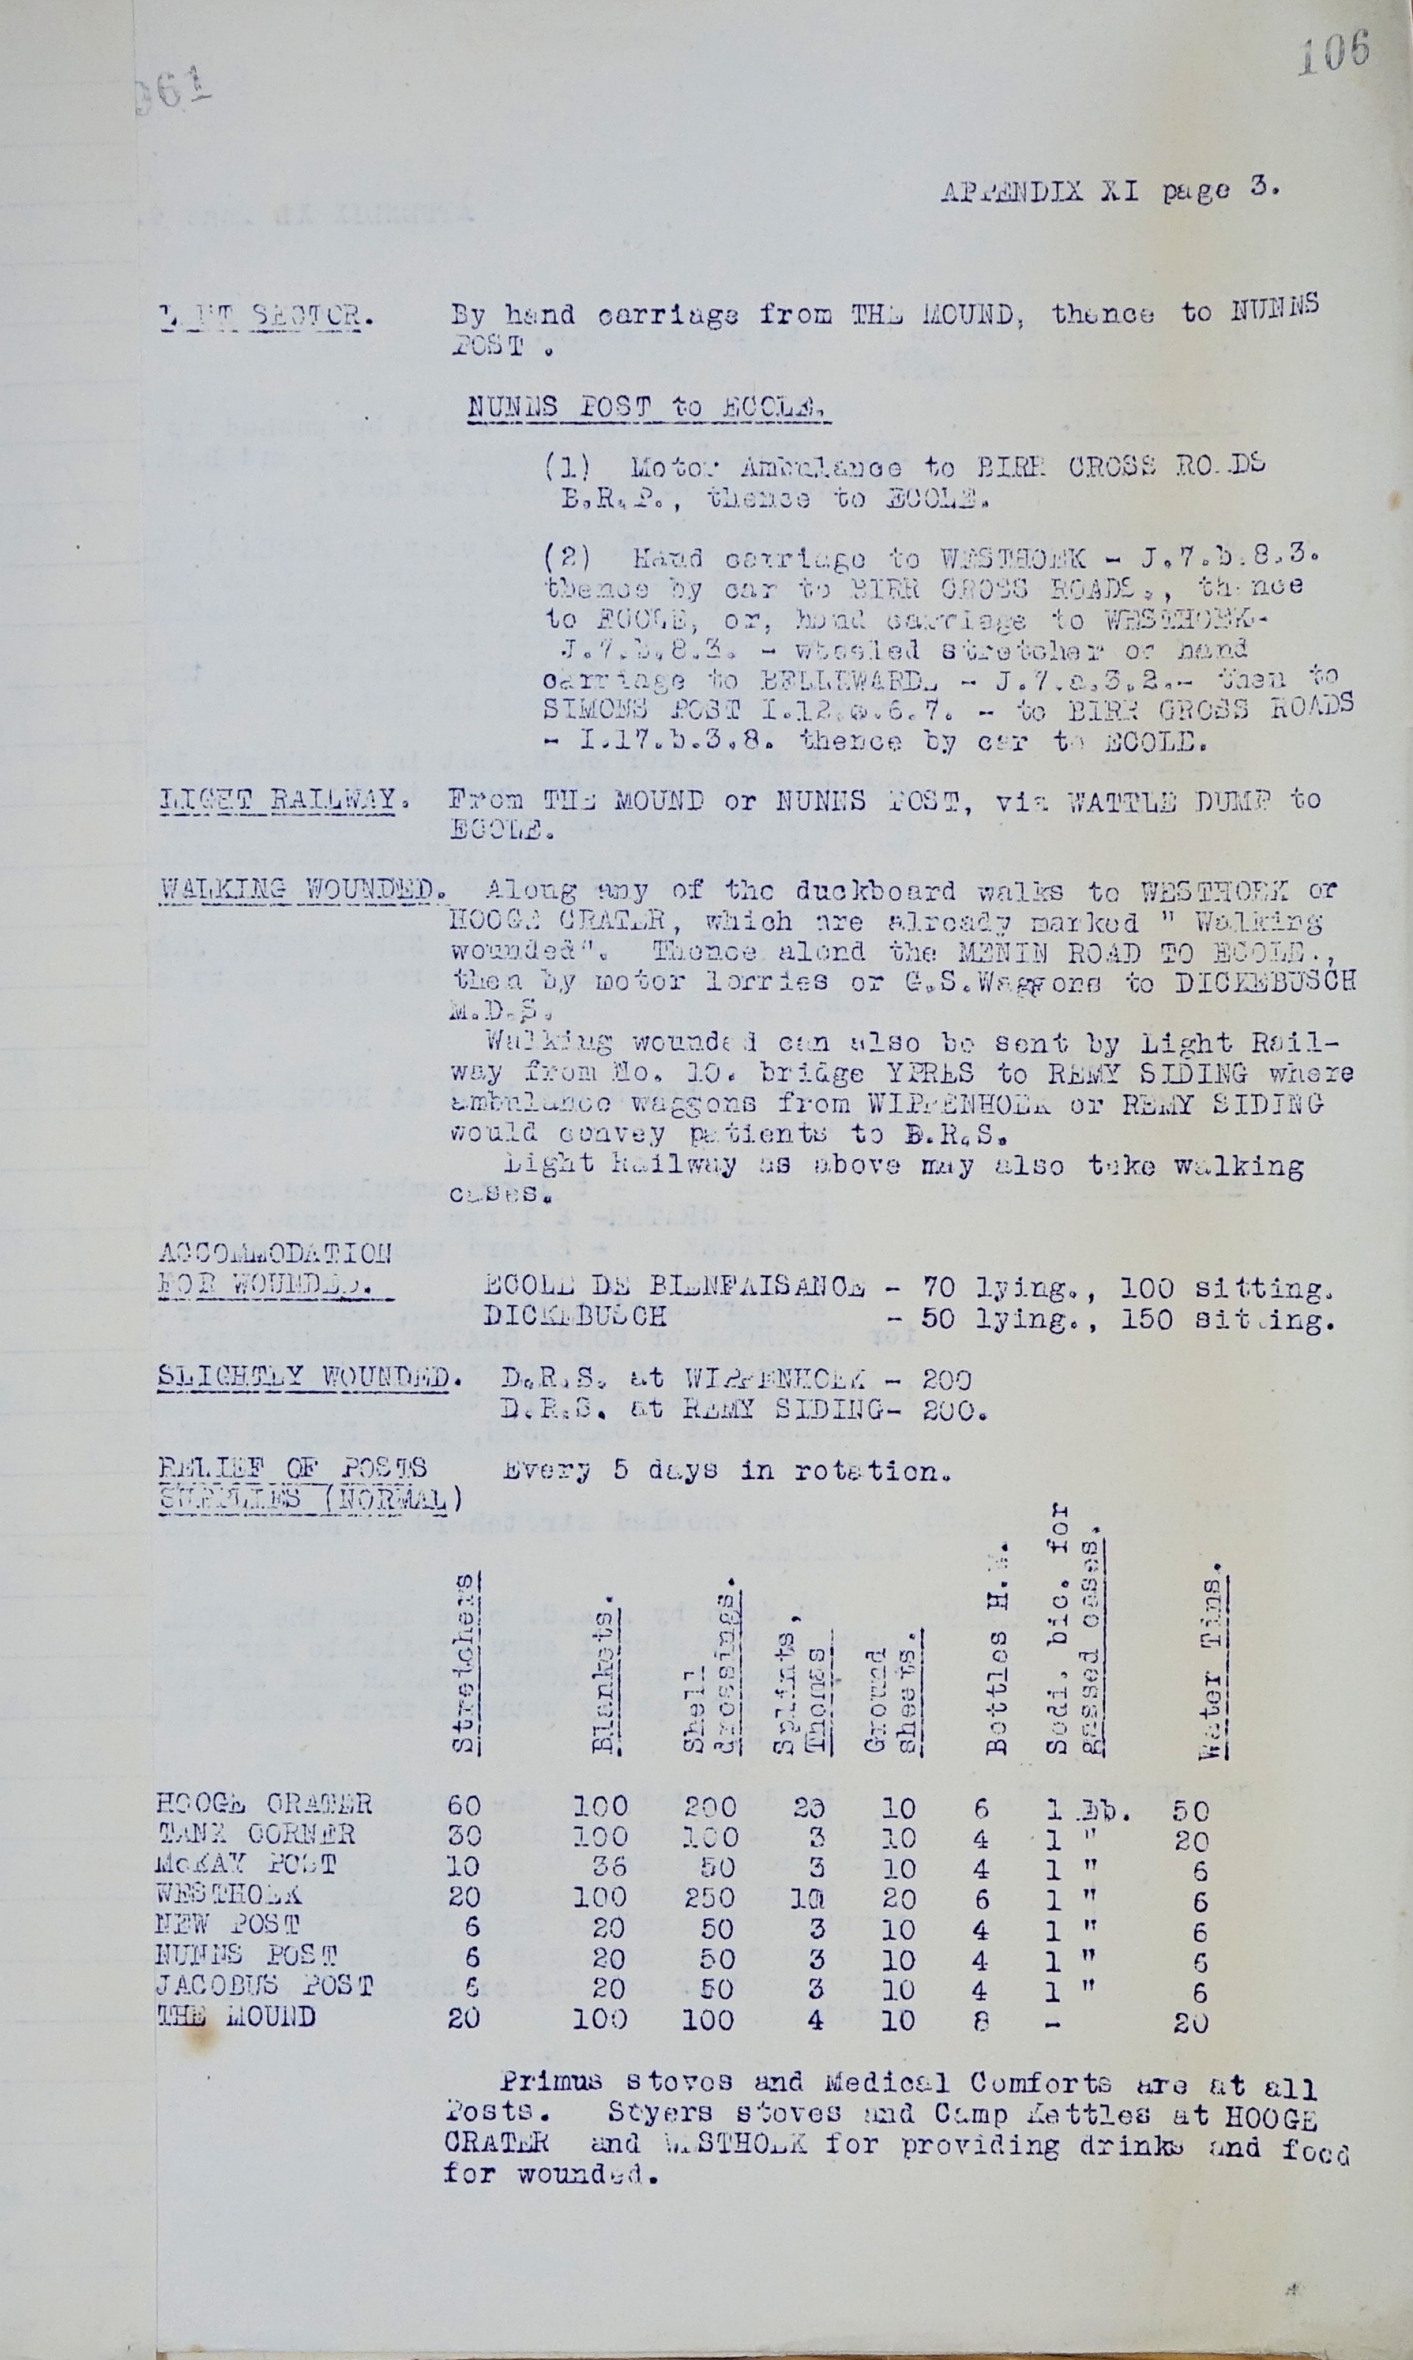 061
106
APPENDIX XI page 3.
LEFT SECTOR. By hand carriage from THE MOUND, thence to NUNNS
POST .
NUNNS POST to ECOLE.
(1) Motor Ambulance to BIRR CROSS ROADS
B.R.P., thence to ECOLE.
(2) Hand carriage to WESTHOEK - J.7.b.8.3.
thence by car to BIRR CROSS ROADS., thence
to ECOLE, or, hand carriage to WESTHOEK-
J.7.b.8.3. - wheeled stretcher or hand
carriage to BELLEWARDE - J.7.a.3.2.- then to
SIMONS POST I.12.c.6.7. - to BIRR CROSS ROADS
- I.17.b.3.8. thence by car to ECOLE.
LIGHT RAILWAY. From THE MOUND or NUNNS POST, via WATTLE DUMP to
ECOLE.
WALKING WOUNDED. Along any of the duckboard walks to WESTHOEK or
HOOGE CRATER, which are already marked " Walking
wounded". Thence alond the MENIN ROAD TO ECOLE.,
then by motor lorries or G.S.Waggons to DICKEBUSCH
M.D.S.
Walking wounded can also be sent by Light Rail-
way from No. 10. bridge YPRES to REMY SIDING where
ambulance waggons from WIPPENHOEK or REMY SIDING
would convey patients to D.R.S.
Light Railway as above may also take walking
cases.
ACCOMMODATION
FOR WOUNDED. ECOLE DE BIENFAISANCE - 70 lying., 100 sitting.
DICKEBUSCH - 50 lying., 150 sitting.
SLIGHTLY WOUNDED. D.R.S. at WIPPENHOEK - 200
D.R.S. at REMY SIDING- 200.
RELIEF OF POSTS Every 5 days in rotation.
SUPPLIES (NORMAL)
Stretchers Blankets. Shell dressings. Splints, Thomas Ground sheets. Bottles H.W. Sodi. bic. for gassed cases. Water Tins.
HOOGE CRATER 60 100 200 20 10 6 1 lb. 50
TANK CORNER 30 100 100 3 10 4 1 " 20
McKAY POST 10 36 50 3 10 4 1 " 6
WESTHOEK 20 100 250 10 20 6 1 " 6
NEW POST 6 20 50 3 10 4 1 " 6
NUNNS POST 6 20 50 3 10 4 1 " 6
JACOBUS POST 6 20 50 3 10 4 1 " 6
THE MOUND 20 100 100 4 10 8 - 20
Primus stoves and Medical Comforts are at all
Posts. Soyers stoves and Camp Kettles at HOOGE
CRATER and WESTHOEK for providing drinks and food
for wounded.